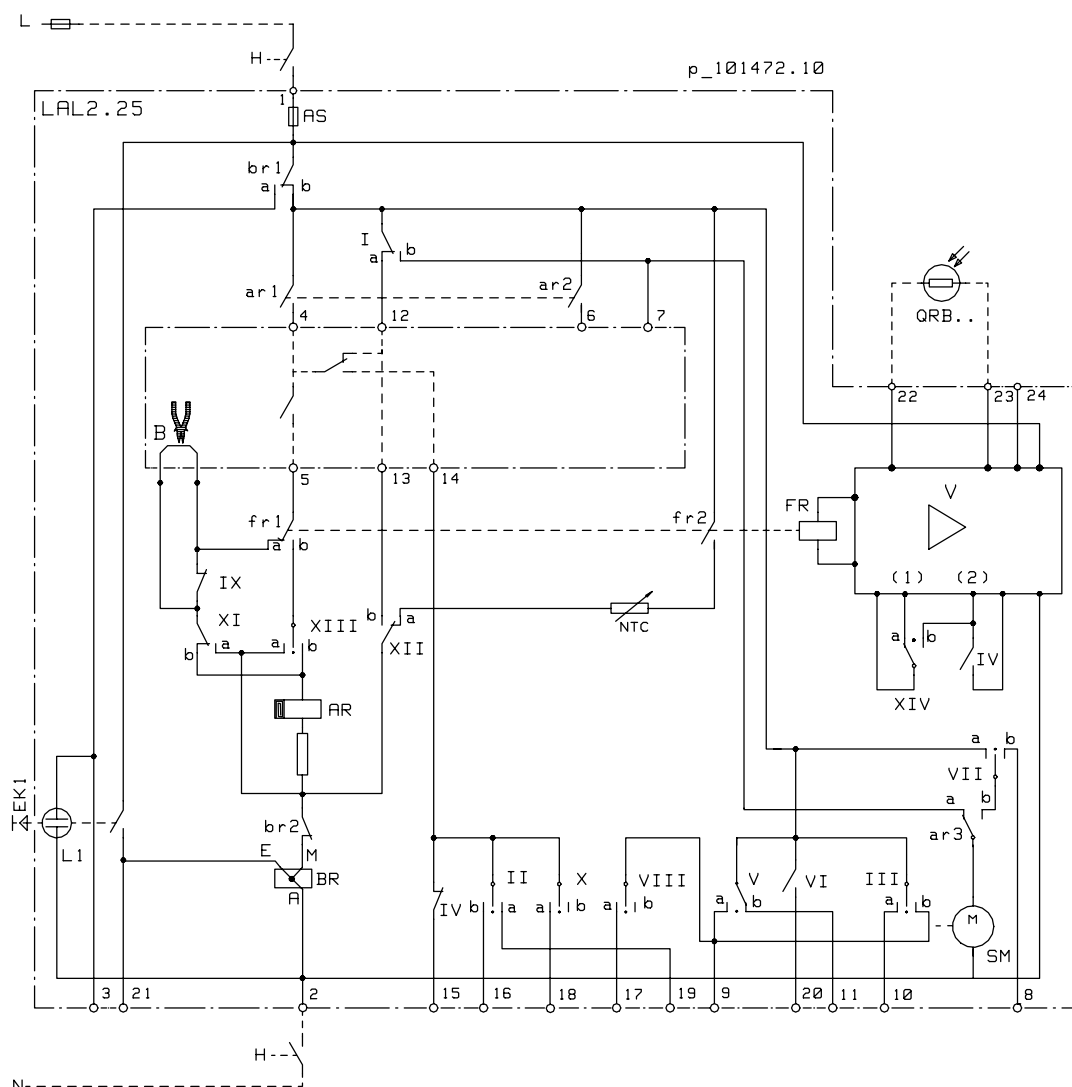 L
H
p_101472.10
LAL2.25
1
AS
br1
a b
I
a b
ar1
ar2
4 12 6 7
QRB..
22 23 24
B
5 13 14
V
FR
fr1
a b
fr2
(1) (2)
IX
XI
a
b
XIII
a b
b a
XII
NTC
a b
IV
XIV
AR
a b
VII
EK1
L1
br2
M
E
BR
A
a b
ar3
II
b a
X
a b
VIII
a b
V
a b
VI
III
a b
IV
M
SM
3 21 2 15 16 18 17 19 9 20 11 10 8
H
N